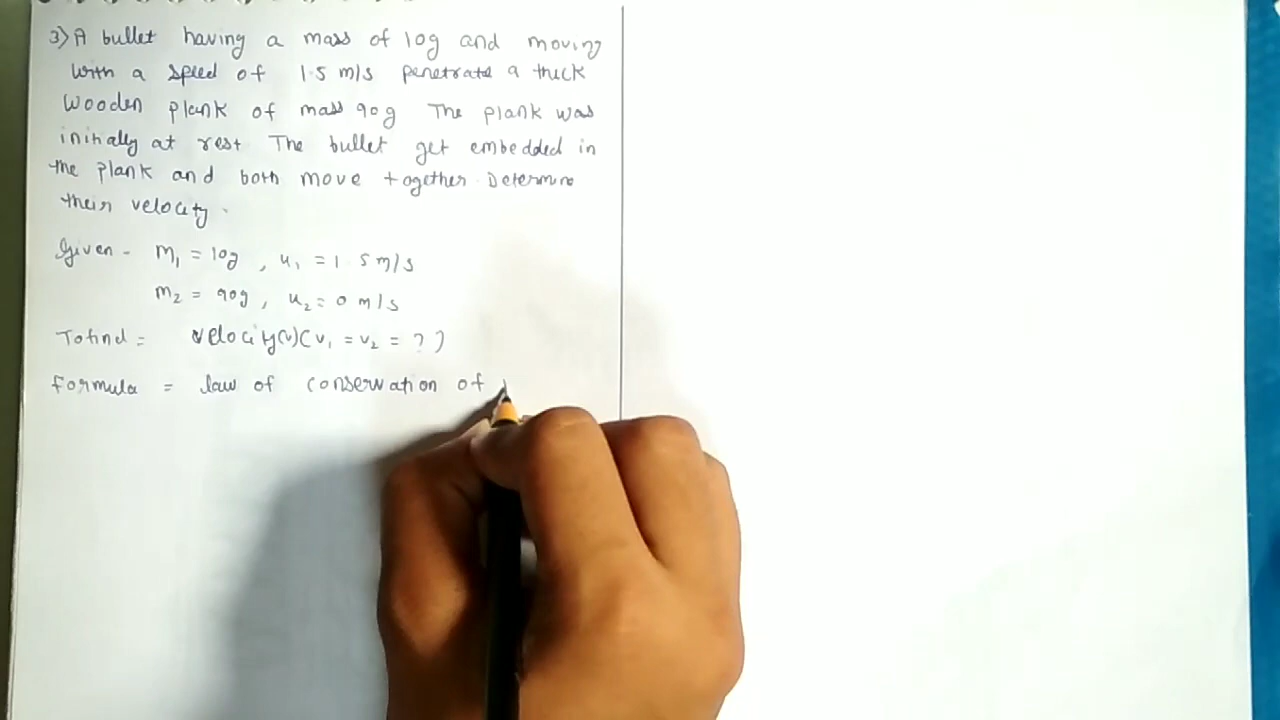 3) A bullet having a mass of 10g and moving
with a speed of 1.5 m/s penetrate a thick
wooden plank of mass 90g The plank was
initially at rest The bullet get embedded in
the plank and both move together. Determine
their velocity.
Given - m₁ = 10g , u₁ = 1.5 m/s
m₂ = 90g , u₂ = 0 m/s
To find = velocity(v)(v₁ = v₂ = ??)
formula = law of conservation of